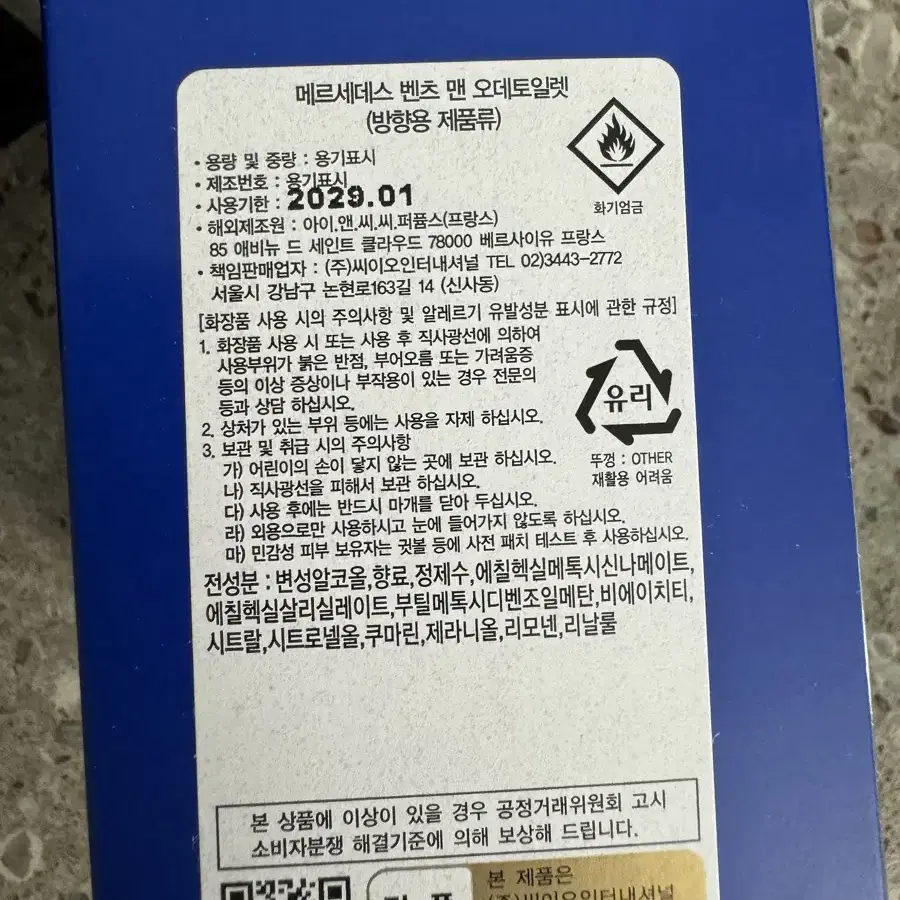 메르세데스 벤츠 맨 오데토일렛
(방향용 제품류)
• 용량 및 중량 : 용기표시
• 제조번호 : 용기표시
• 사용기한 : 2029.01
화기엄금
• 해외제조원 : 아이.앤.씨.씨.퍼퓸스(프랑스)
85 애비뉴 드 세인트 클라우드 78000 베르사이유 프랑스
• 책임판매업자 : (주)씨이오인터내셔널 TEL 02)3443-2772
서울시 강남구 논현로163길 14 (신사동)
[화장품 사용 시의 주의사항 및 알레르기 유발성분 표시에 관한 규정]
1. 화장품 사용 시 또는 사용 후 직사광선에 의하여
사용부위가 붉은 반점, 부어오름 또는 가려움증
등의 이상 증상이나 부작용이 있는 경우 전문의
등과 상담 하십시오.
2. 상처가 있는 부위 등에는 사용을 자제 하십시오.
3. 보관 및 취급 시의 주의사항
가) 어린이의 손이 닿지 않는 곳에 보관 하십시오.
나) 직사광선을 피해서 보관 하십시오.
다) 사용 후에는 반드시 마개를 닫아 두십시오.
라) 외용으로만 사용하시고 눈에 들어가지 않도록 하십시오.
마) 민감성 피부 보유자는 귓볼 등에 사전 패치 테스트 후 사용하십시오.
유리
뚜껑 : OTHER
재활용 어려움
전성분 : 변성알코올,향료,정제수,에칠헥실메톡시신나메이트,
에칠헥실살리실레이트,부틸메톡시디벤조일메탄,비에이치티,
시트랄,시트로넬올,쿠마린,제라니올,리모넨,리날룰
본 상품에 이상이 있을 경우 공정거래위원회 고시
소비자분쟁 해결기준에 의해 보상해 드립니다.
본 제품은
(주)씨이오인터내셔널